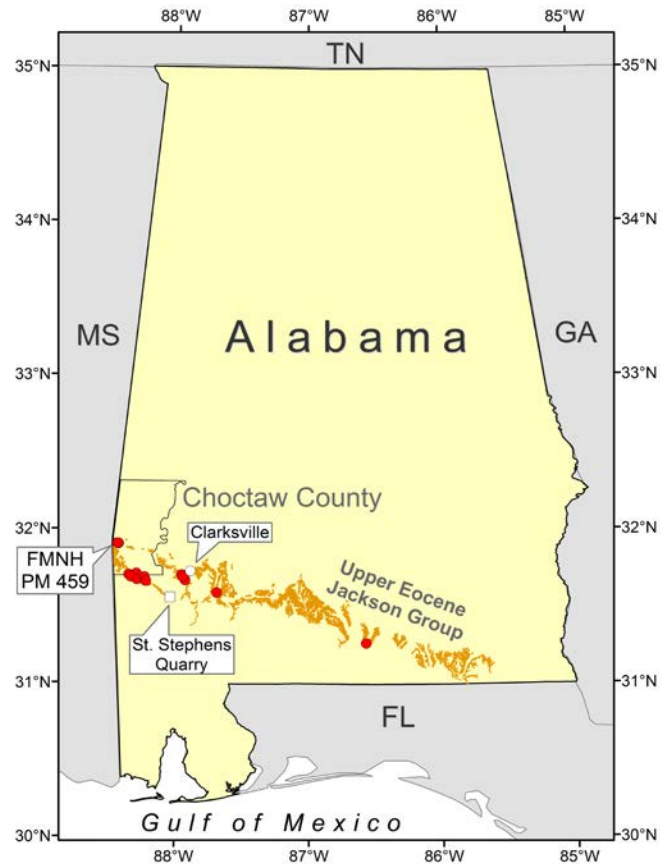 88°W 87°W 86°W 85°W
TN
35°N 35°N
34°N 34°N
MS Alabama GA
33°N 33°N
Choctaw County
32°N 32°N
Clarksville
FMNH
PM 459
Upper Eocene
Jackson Group
St. Stephens
Quarry
31°N 31°N
FL
Gulf of Mexico
30°N 30°N
88°W 87°W 86°W 85°W